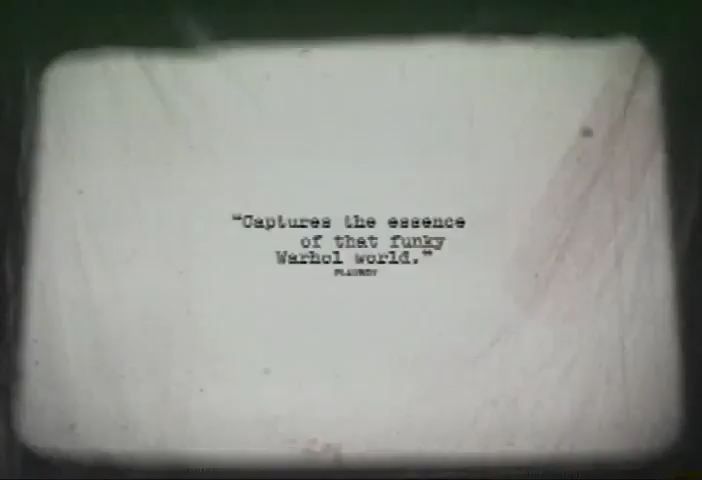 "Captures the essence
of that funky
Warhol world."
PLAYBOY